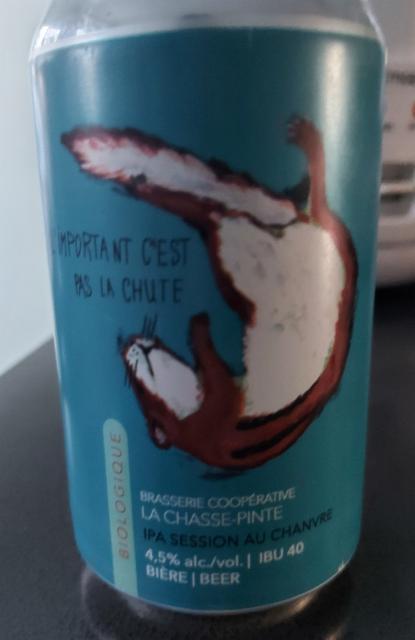 L'IMPORTANT C'EST
PAS LA CHUTE
BIOLOGIQUE
BRASSERIE COOPÉRATIVE
LA CHASSE-PINTE
IPA SESSION AU CHANVRE
4,5% alc./vol. | IBU 40
BIÈRE | BEER